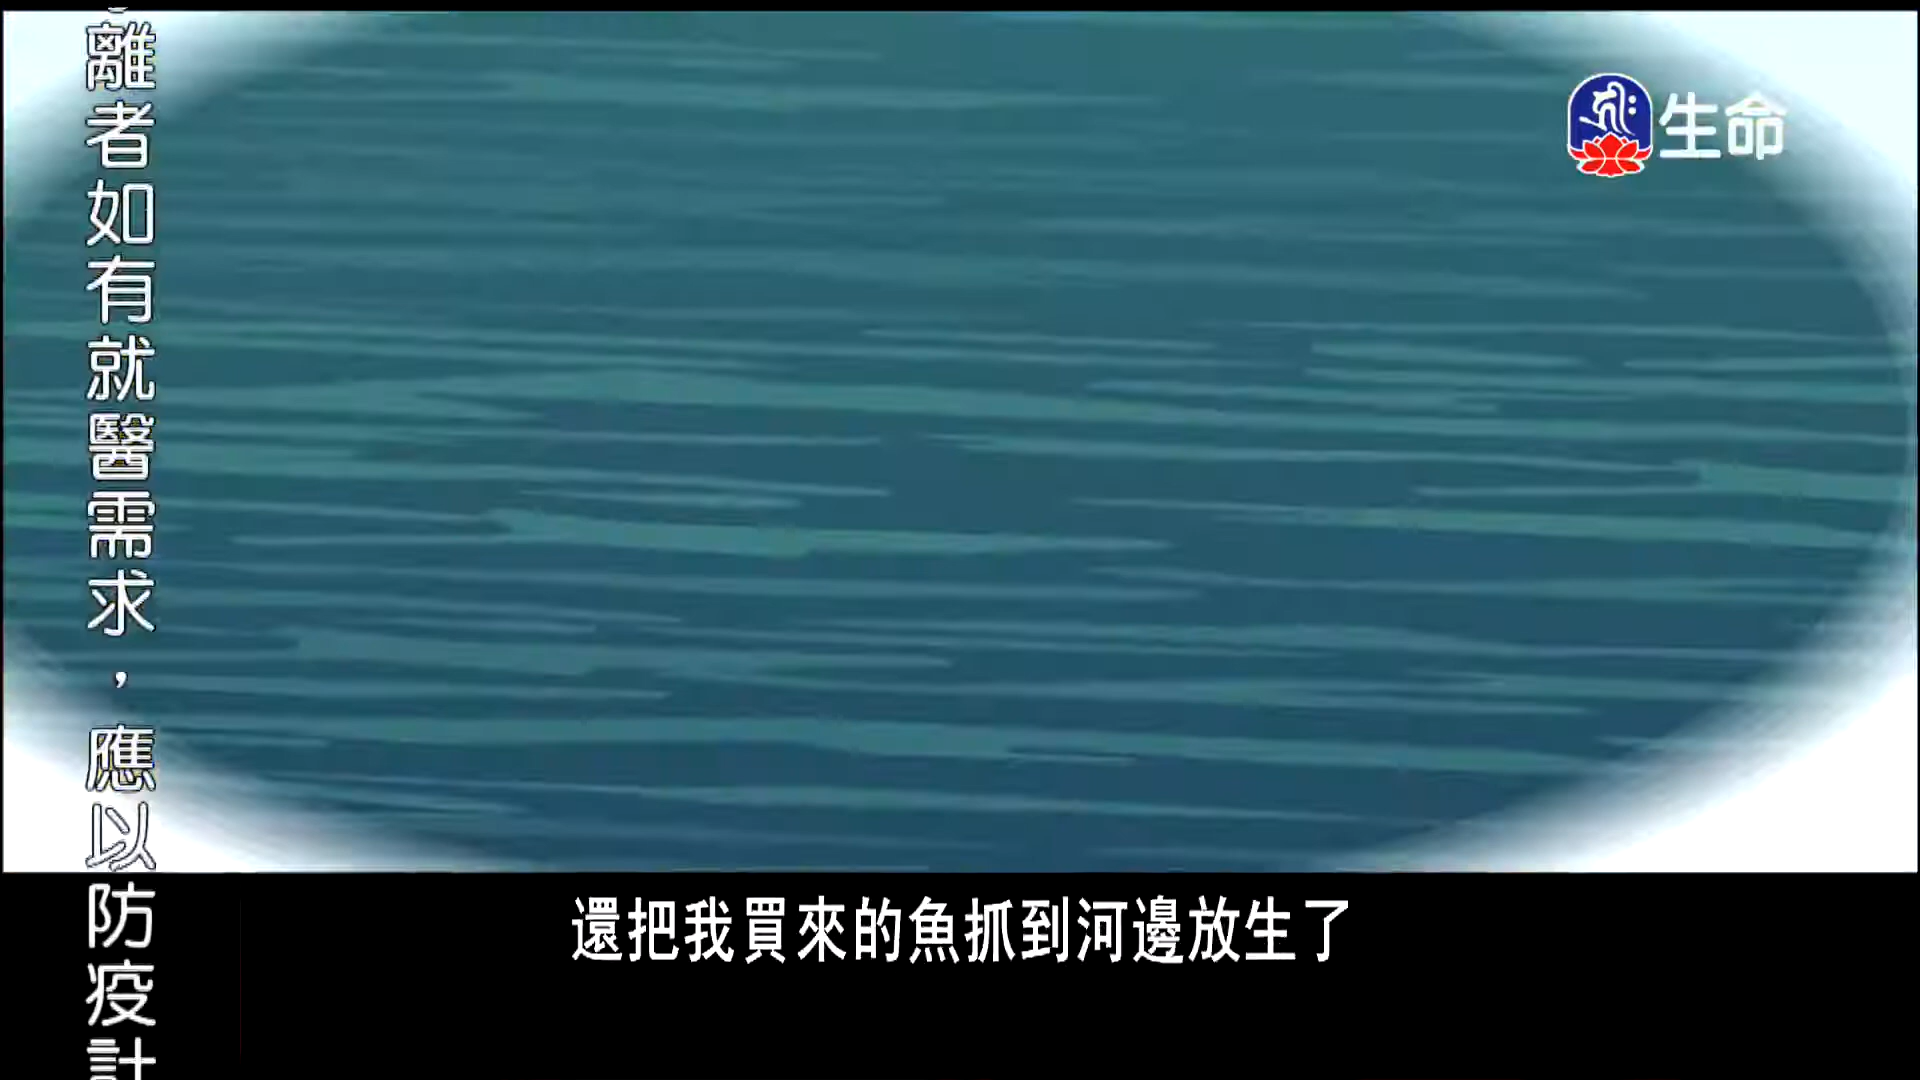 離者如有就醫需求，應以防疫計
生命
還把我買來的魚抓到河邊放生了